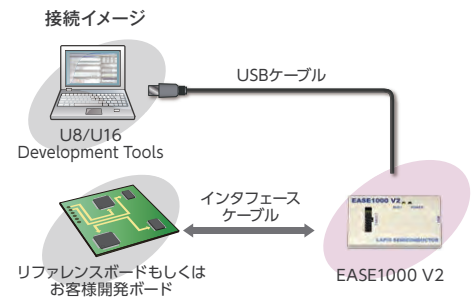 接続イメージ
USBケーブル
U8/U16
Development Tools
インタフェース
ケーブル
EASE1000 V2
LAPIS SEMICONDUCTOR
リファレンスボードもしくは
お客様開発ボード
EASE1000 V2